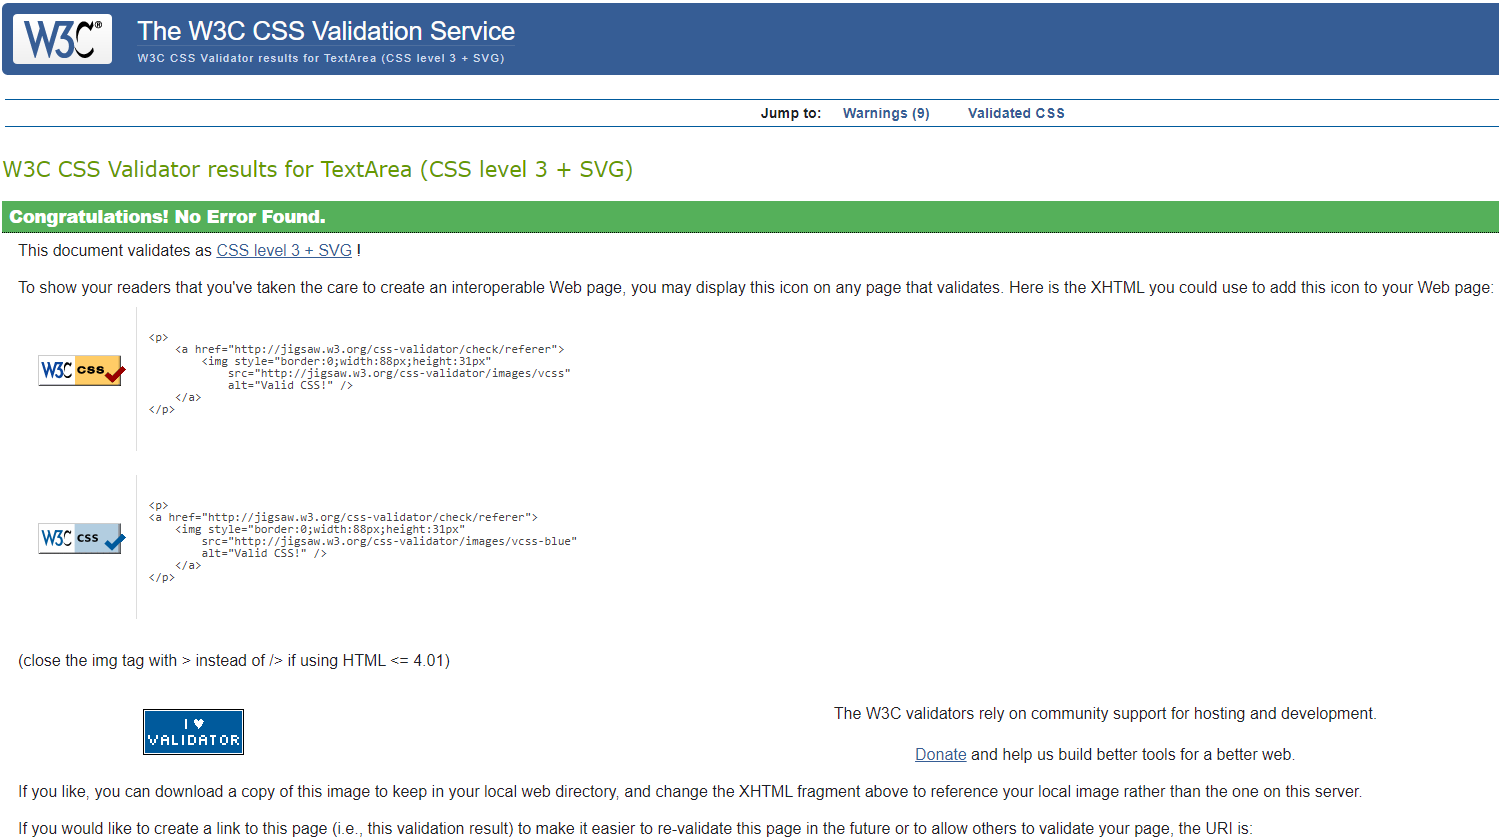 W3C® The W3C CSS Validation Service
W3C CSS Validator results for TextArea (CSS level 3 + SVG)
Jump to: Warnings (9) Validated CSS
W3C CSS Validator results for TextArea (CSS level 3 + SVG)
Congratulations! No Error Found.
This document validates as CSS level 3 + SVG !
To show your readers that you've taken the care to create an interoperable Web page, you may display this icon on any page that validates. Here is the XHTML you could use to add this icon to your Web page:
W3C css
<p>
<a href="http://jigsaw.w3.org/css-validator/check/referer">
<img style="border:0;width:88px;height:31px"
src="http://jigsaw.w3.org/css-validator/images/vcss"
alt="Valid CSS!" />
</a>
</p>
W3C css
<p>
<a href="http://jigsaw.w3.org/css-validator/check/referer">
<img style="border:0;width:88px;height:31px"
src="http://jigsaw.w3.org/css-validator/images/vcss-blue"
alt="Valid CSS!" />
</a>
</p>
(close the img tag with > instead of /> if using HTML <= 4.01)
I ♥
VALIDATOR
The W3C validators rely on community support for hosting and development.
Donate and help us build better tools for a better web.
If you like, you can download a copy of this image to keep in your local web directory, and change the XHTML fragment above to reference your local image rather than the one on this server.
If you would like to create a link to this page (i.e., this validation result) to make it easier to re-validate this page in the future or to allow others to validate your page, the URI is: